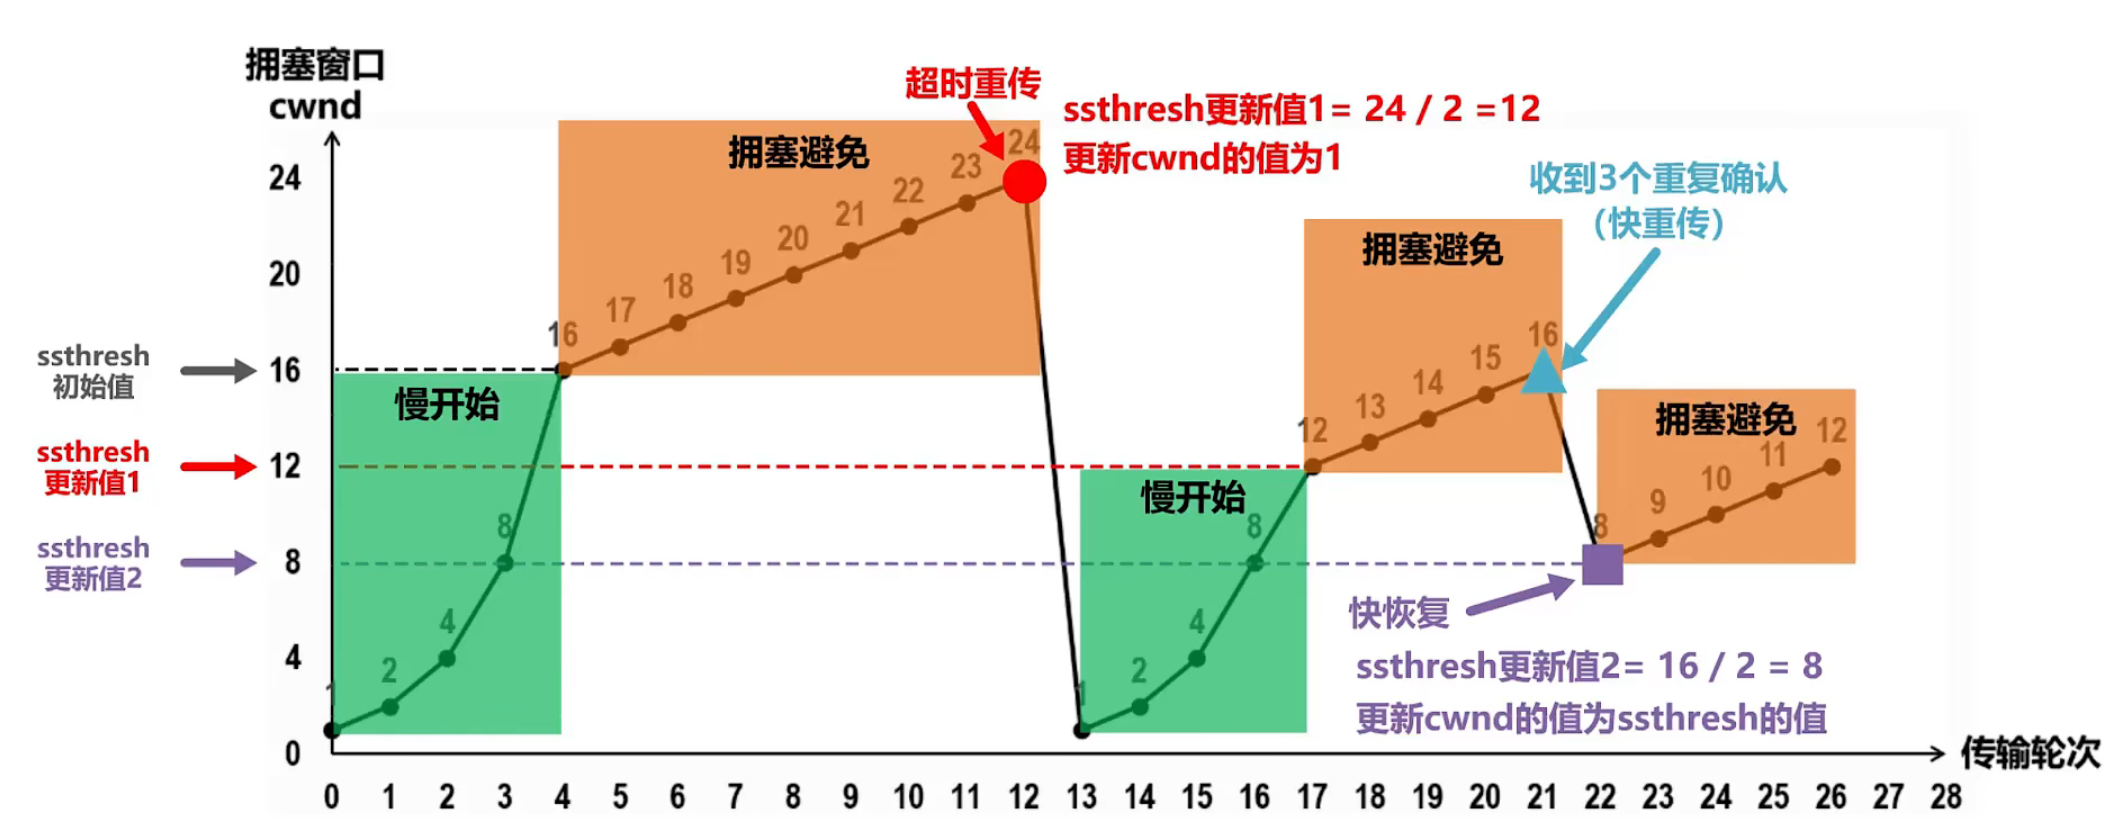 拥塞窗口
cwnd
24
20
16
12
8
4
0
ssthresh
初始值
ssthresh
更新值1
ssthresh
更新值2
慢开始
1
2
4
8
16
拥塞避免
17
18
19
20
21
22
23
24
超时重传
ssthresh更新值1= 24 / 2 =12
更新cwnd的值为1
慢开始
1
2
4
8
12
拥塞避免
13
14
15
16
收到3个重复确认
（快重传）
拥塞避免
8
9
10
11
12
快恢复
ssthresh更新值2= 16 / 2 = 8
更新cwnd的值为ssthresh的值
传输轮次
0 1 2 3 4 5 6 7 8 9 10 11 12 13 14 15 16 17 18 19 20 21 22 23 24 25 26 27 28